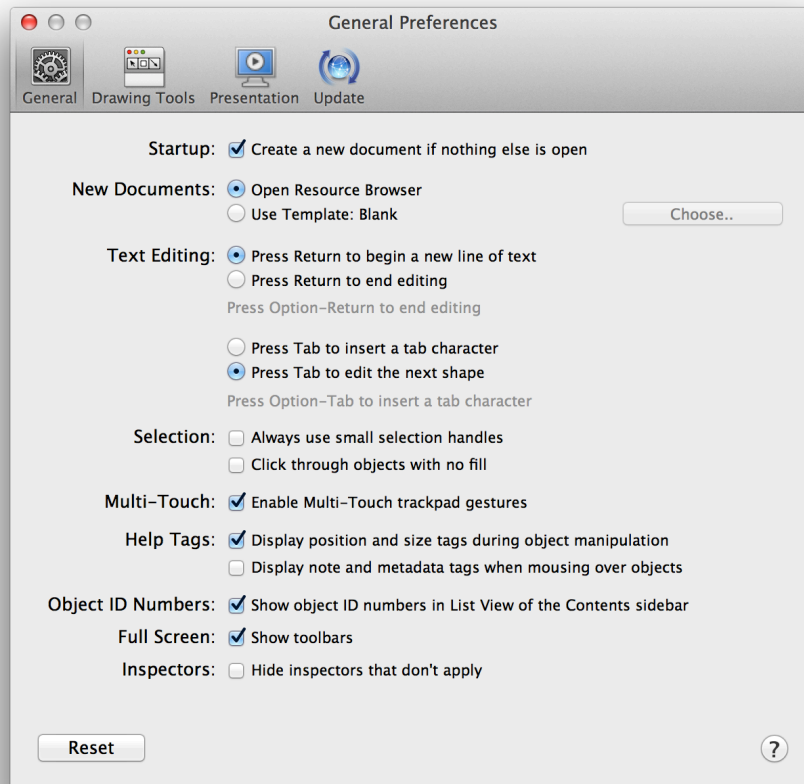 General Preferences
General Drawing Tools Presentation Update
Startup: Create a new document if nothing else is open
New Documents: Open Resource Browser
Use Template: Blank Choose..
Text Editing: Press Return to begin a new line of text
Press Return to end editing
Press Option-Return to end editing
Press Tab to insert a tab character
Press Tab to edit the next shape
Press Option-Tab to insert a tab character
Selection: Always use small selection handles
Click through objects with no fill
Multi-Touch: Enable Multi-Touch trackpad gestures
Help Tags: Display position and size tags during object manipulation
Display note and metadata tags when mousing over objects
Object ID Numbers: Show object ID numbers in List View of the Contents sidebar
Full Screen: Show toolbars
Inspectors: Hide inspectors that don't apply
Reset ?